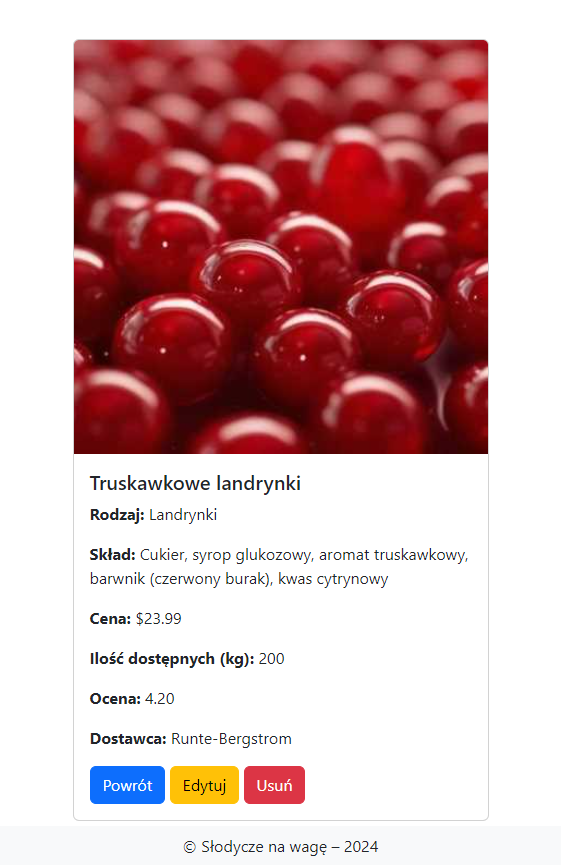 Truskawkowe landrynki
Rodzaj: Landrynki
Skład: Cukier, syrop glukozowy, aromat truskawkowy,
barwnik (czerwony burak), kwas cytrynowy
Cena: $23.99
Ilość dostępnych (kg): 200
Ocena: 4.20
Dostawca: Runte-Bergstrom
Powrót Edytuj Usuń
© Słodycze na wagę – 2024